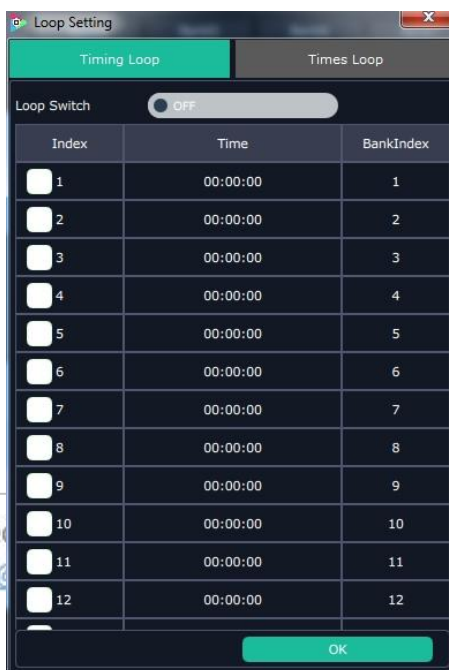 Loop Setting
Timing Loop Times Loop
Loop Switch OFF
Index Time BankIndex
1 00:00:00 1
2 00:00:00 2
3 00:00:00 3
4 00:00:00 4
5 00:00:00 5
6 00:00:00 6
7 00:00:00 7
8 00:00:00 8
9 00:00:00 9
10 00:00:00 10
11 00:00:00 11
12 00:00:00 12
OK